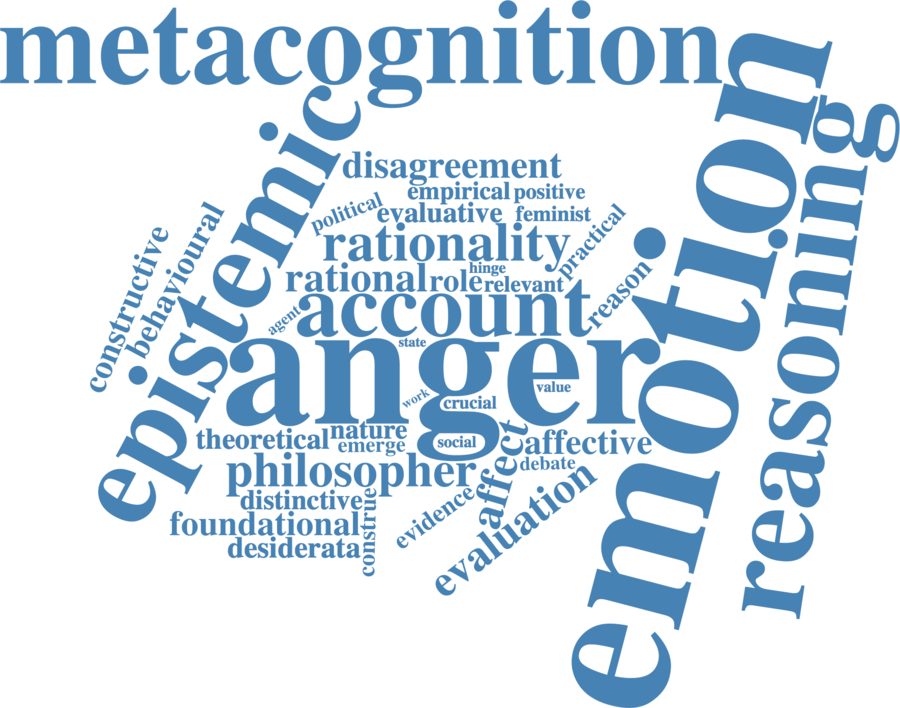 metacognition
emotion
reasoning
epistemic
disagreement
empirical positive
political
evaluative feminist
practical
behavioural
constructive
rationality
hinge
rational role relevant
reason
account
agent
state
anger
value
work
crucial
theoretical nature
social
affective
emerge
affect
debate
philosopher
distinctive
construe
evidence
evaluation
foundational
desiderata